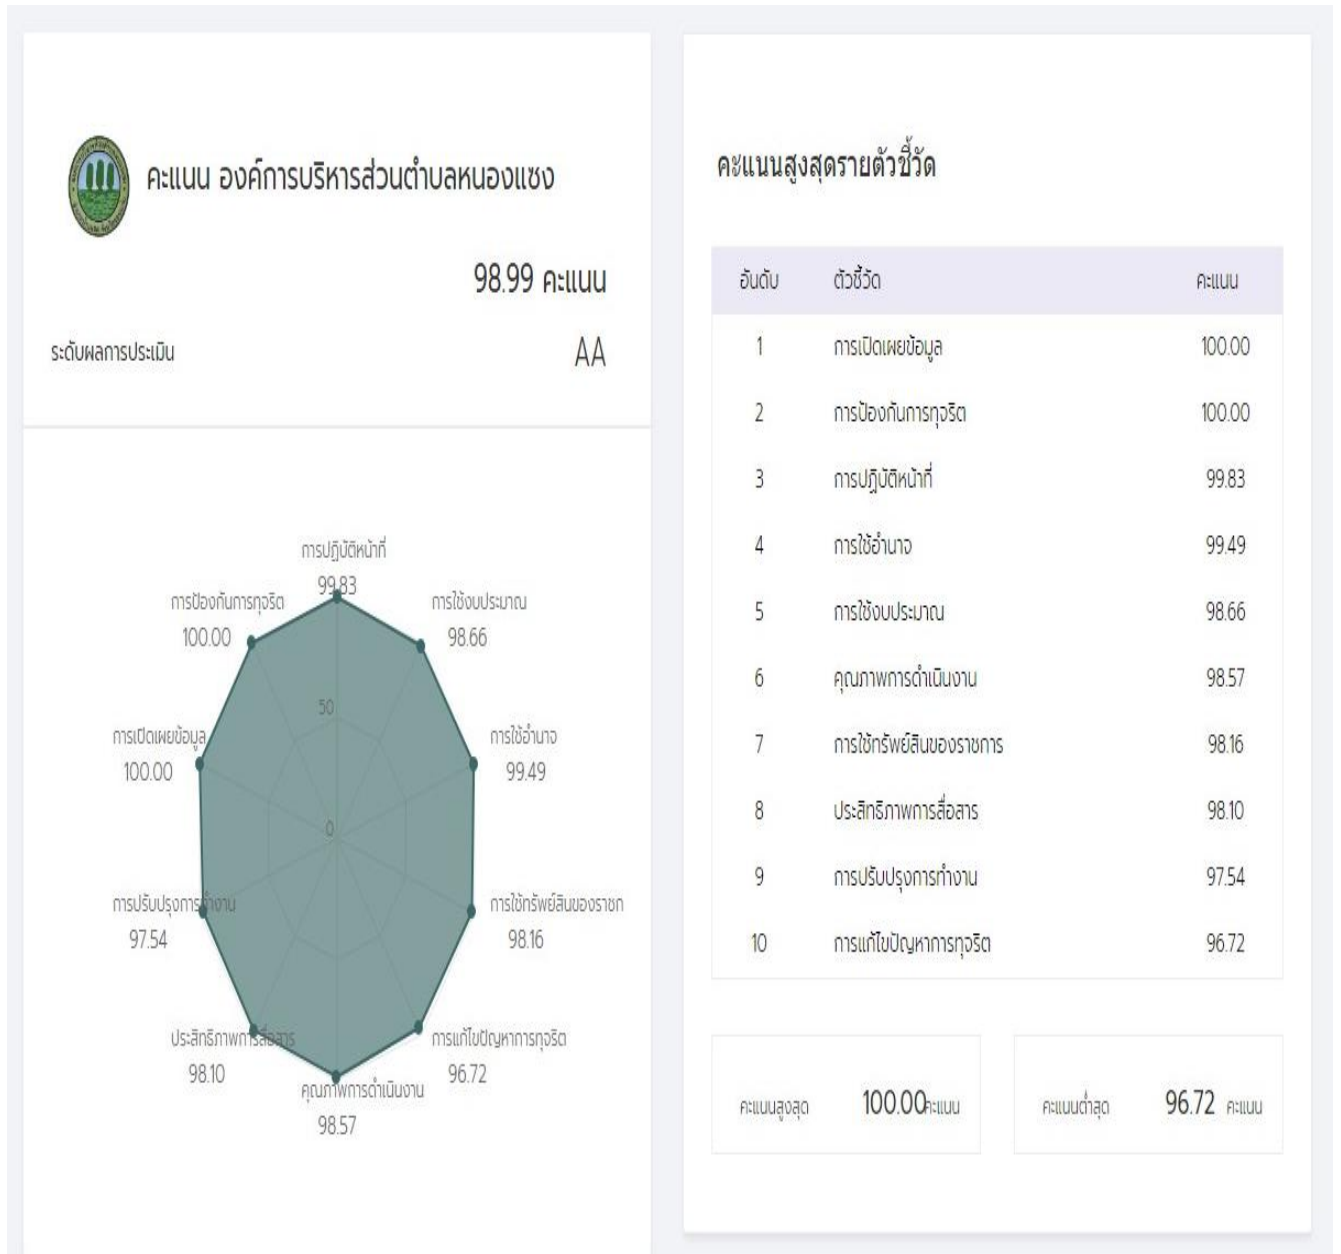 คะแนน องค์การบริหารส่วนตำบลหนองแซง
98.99 คะแนน
ระดับผลการประเมิน AA
การปฏิบัติหน้าที่
99.83
การป้องกันการทุจริต
100.00
การใช้งบประมาณ
98.66
50
การเปิดเผยข้อมูล
100.00
การใช้อำนาจ
99.49
0
การปรับปรุงการทำงาน
97.54
การใช้ทรัพย์สินของราชก
98.16
ประสิทธิภาพการสื่อสาร
98.10
การแก้ไขปัญหาการทุจริต
96.72
คุณภาพการดำเนินงาน
98.57
คะแนนสูงสุดรายตัวชี้วัด
อันดับ ตัวชี้วัด คะแนน
1 การเปิดเผยข้อมูล 100.00
2 การป้องกันการทุจริต 100.00
3 การปฏิบัติหน้าที่ 99.83
4 การใช้อำนาจ 99.49
5 การใช้งบประมาณ 98.66
6 คุณภาพการดำเนินงาน 98.57
7 การใช้ทรัพย์สินของราชการ 98.16
8 ประสิทธิภาพการสื่อสาร 98.10
9 การปรับปรุงการทำงาน 97.54
10 การแก้ไขปัญหาการทุจริต 96.72
คะแนนสูงสุด 100.00คะแนน
คะแนนต่ำสุด 96.72 คะแนน